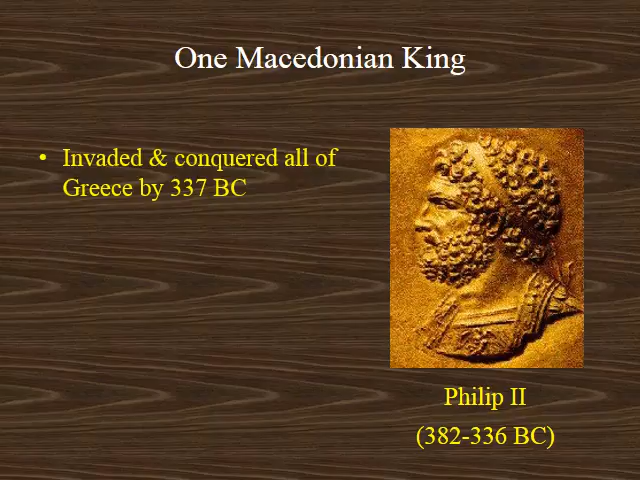 One Macedonian King
• Invaded & conquered all of
Greece by 337 BC
Philip II
(382-336 BC)